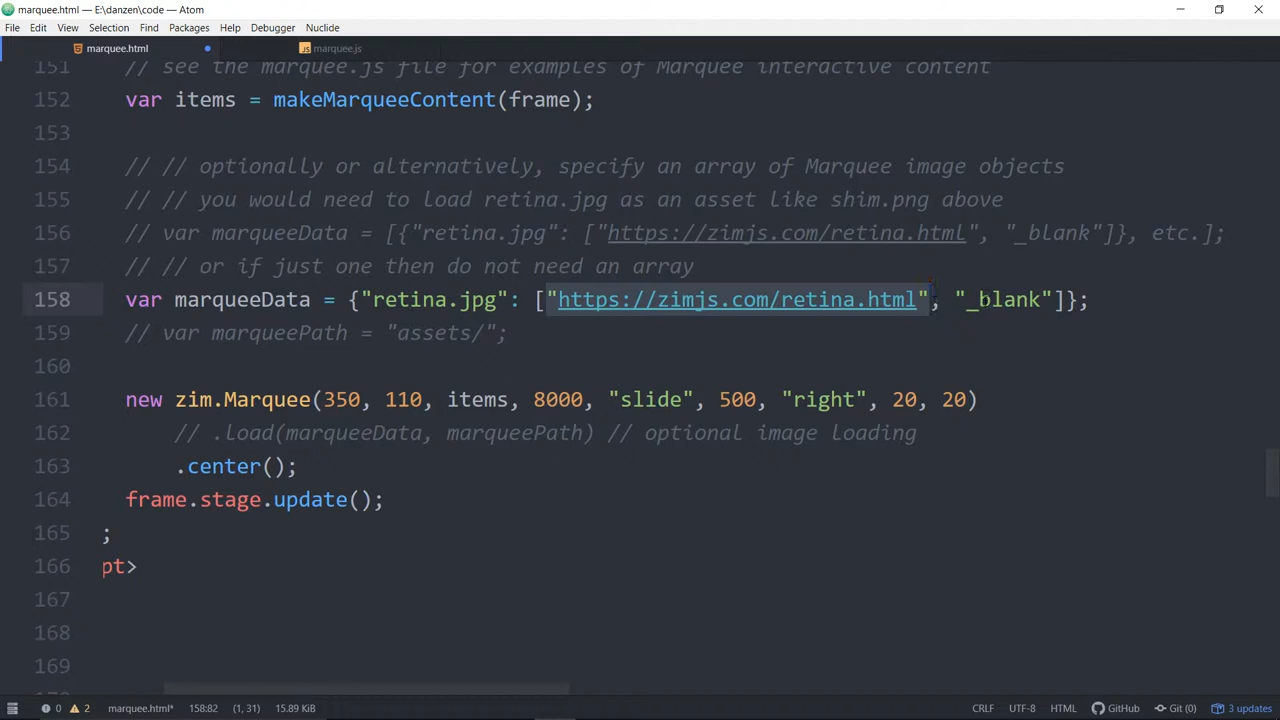 marquee.html — E:\danzen\code — Atom
File Edit View Selection Find Packages Help Debugger Nuclide
marquee.html
JS marquee.js
151 // see the marquee.js file for examples of Marquee interactive content
152 var items = makeMarqueeContent(frame);
153
154 // // optionally or alternatively, specify an array of Marquee image objects
155 // // you would need to load retina.jpg as an asset like shim.png above
156 // var marqueeData = [{"retina.jpg": ["https://zimjs.com/retina.html", "_blank"]}, etc.];
157 // // or if just one then do not need an array
158 var marqueeData = {"retina.jpg": ["https://zimjs.com/retina.html", "_blank"]};
159 // var marqueePath = "assets/";
160
161 new zim.Marquee(350, 110, items, 8000, "slide", 500, "right", 20, 20)
162 // .load(marqueeData, marqueePath) // optional image loading
163 .center();
164 frame.stage.update();
165 ;
166 pt>
167
168
169
0 2 marquee.html* 158:82 (1, 31) 15.89 KiB CRLF UTF-8 HTML GitHub Git (0) 3 updates